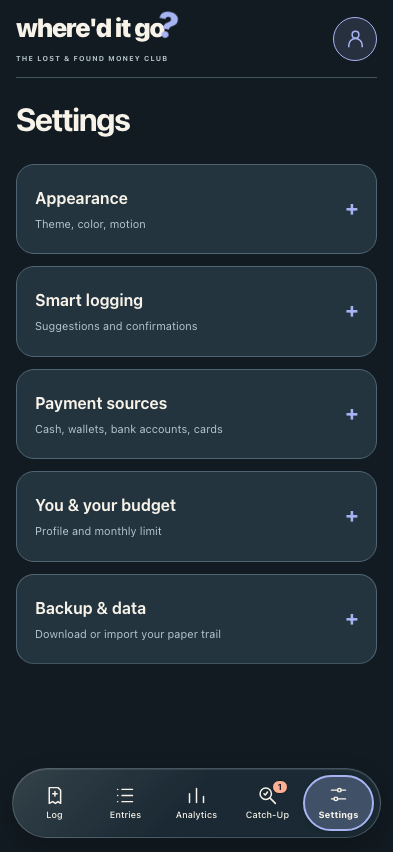 where'd it go?
THE LOST & FOUND MONEY CLUB
Settings
Appearance
Theme, color, motion
+
Smart logging
Suggestions and confirmations
+
Payment sources
Cash, wallets, bank accounts, cards
+
You & your budget
Profile and monthly limit
+
Backup & data
Download or import your paper trail
+
1
Log
Entries
Analytics
Catch-Up
Settings